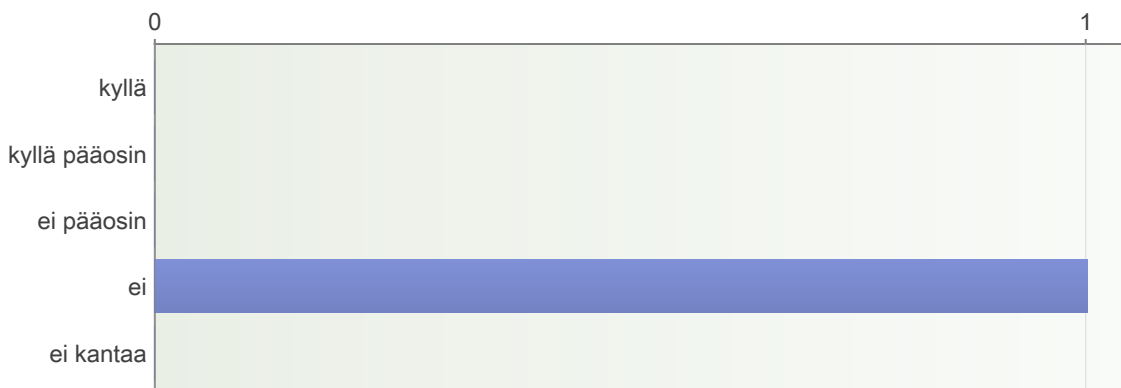 0 1
kyllä
kyllä pääosin
ei pääosin
ei
ei kantaa